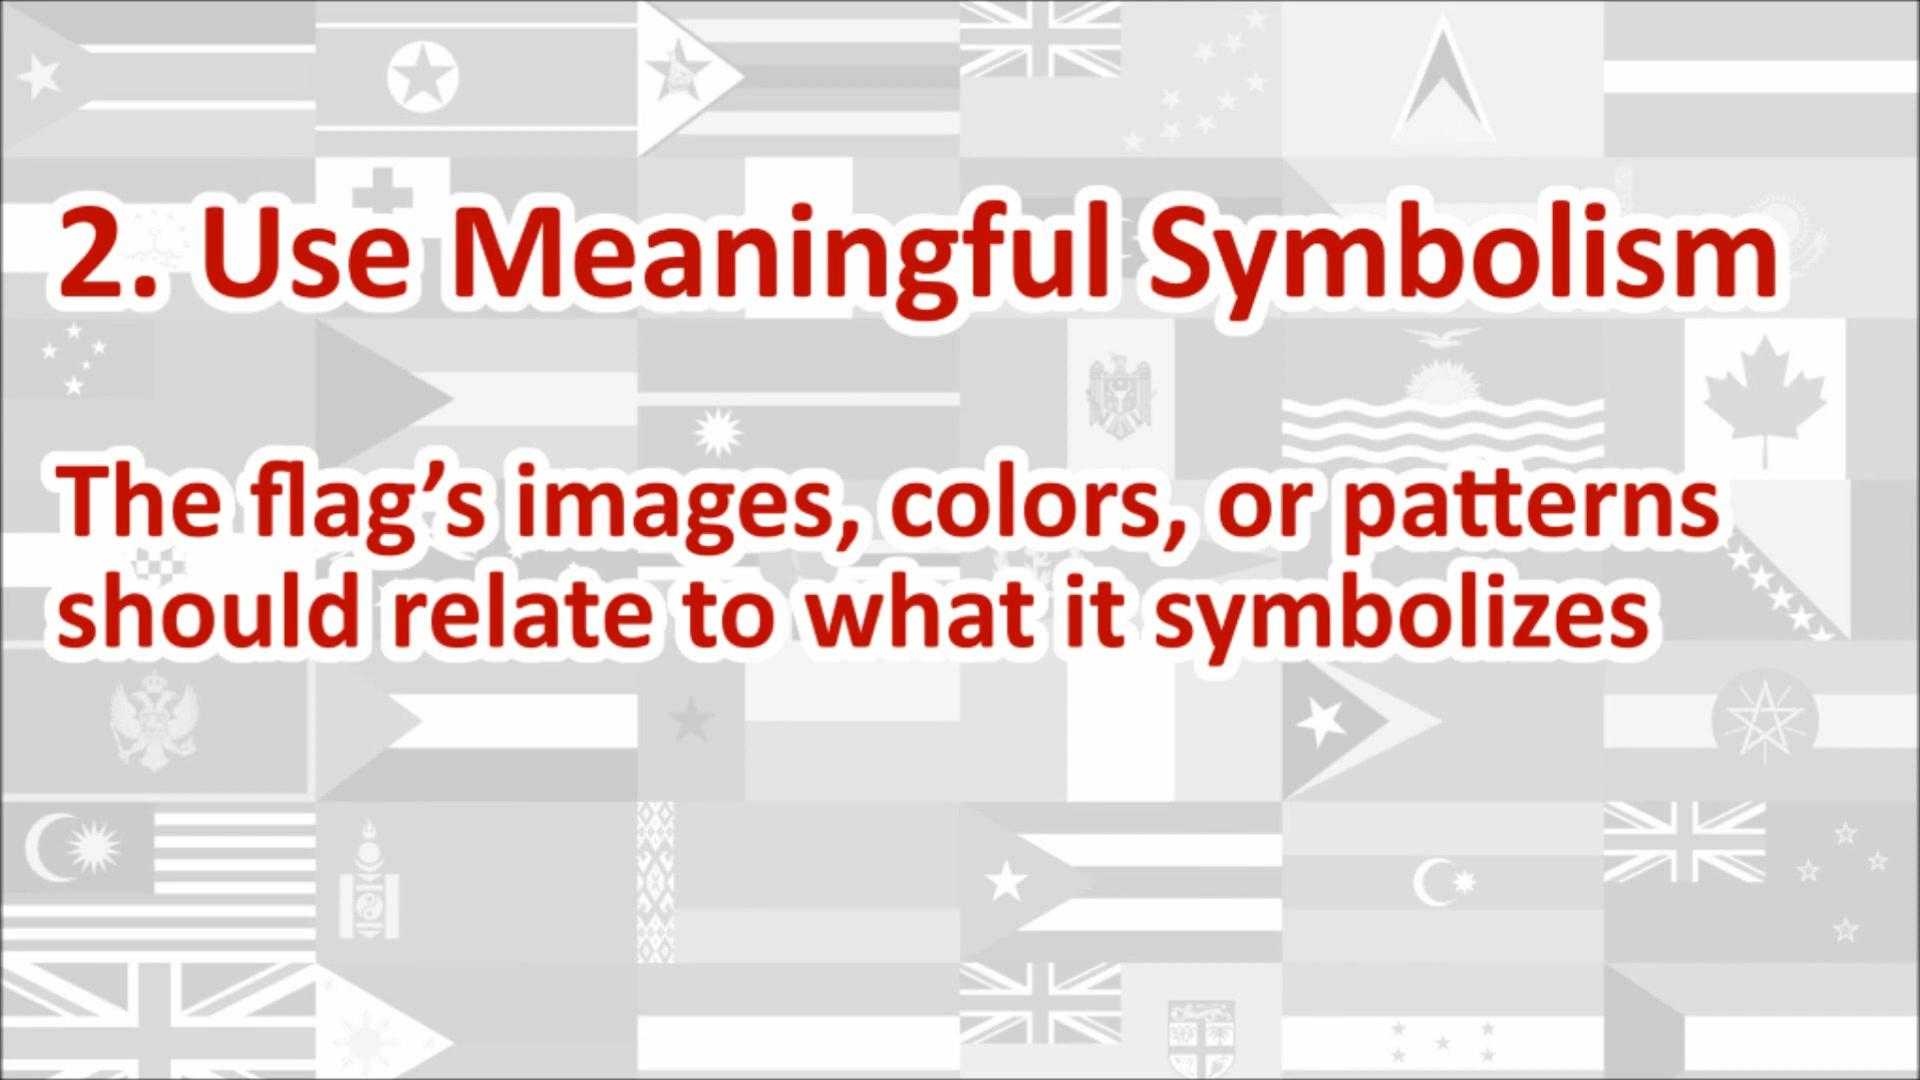 2. Use Meaningful Symbolism
The flag’s images, colors, or patterns
should relate to what it symbolizes